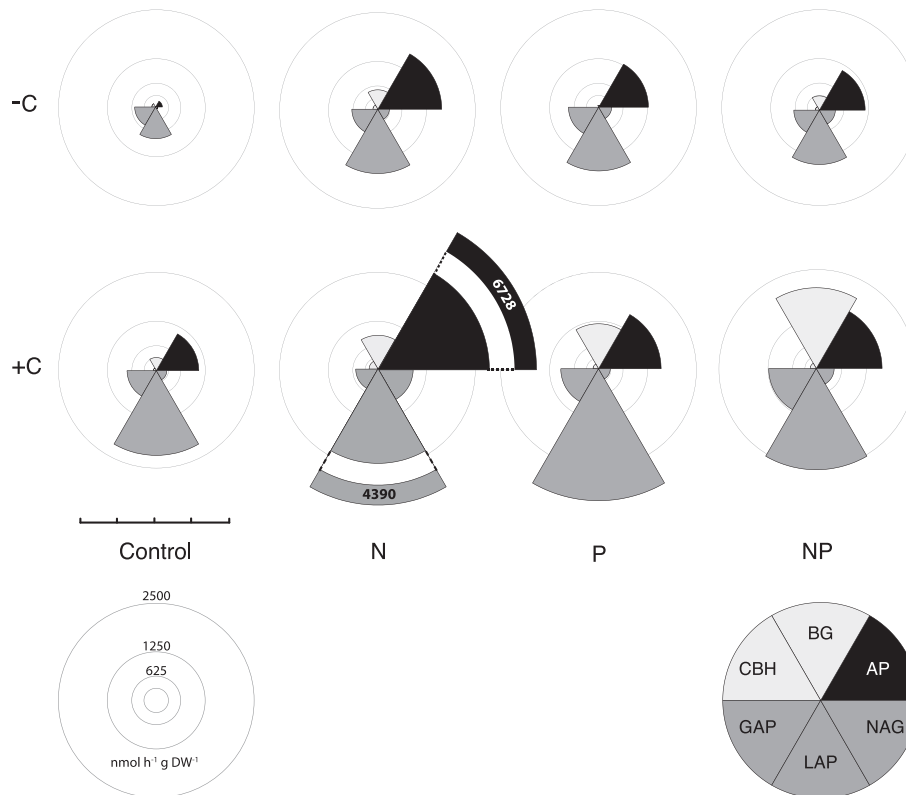 -C
+C
6728
4390
Control N P NP
2500
1250
625
nmol h⁻¹ g DW⁻¹
BG
CBH AP
GAP NAG
LAP